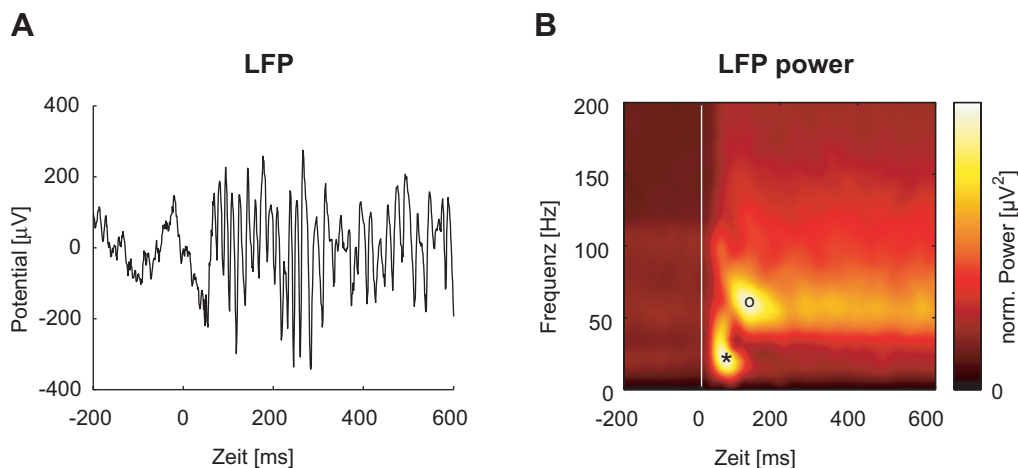 A
LFP
400
200
0
-200
-400
Potential [µV]
-200 0 200 400 600
Zeit [ms]
B
LFP power
200
150
100
50
0
Frequenz [Hz]
o
*
-200 0 200 400 600
Zeit [ms]
0
norm. Power [µV²]